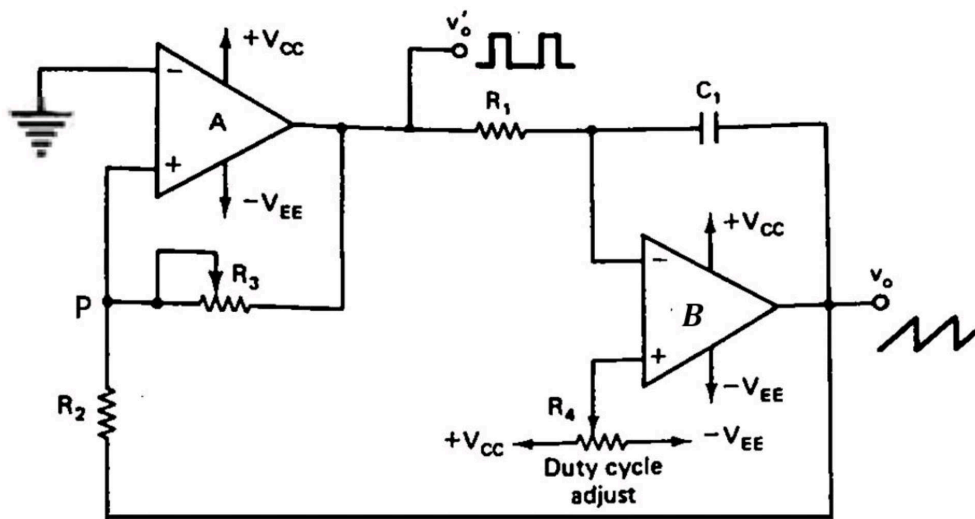 v'o
+VCC
R1
C1
−
A
+
−VEE
+VCC
R3
P
−
B
+
vo
−VEE
R2
R4
+VCC
−VEE
Duty cycle
adjust